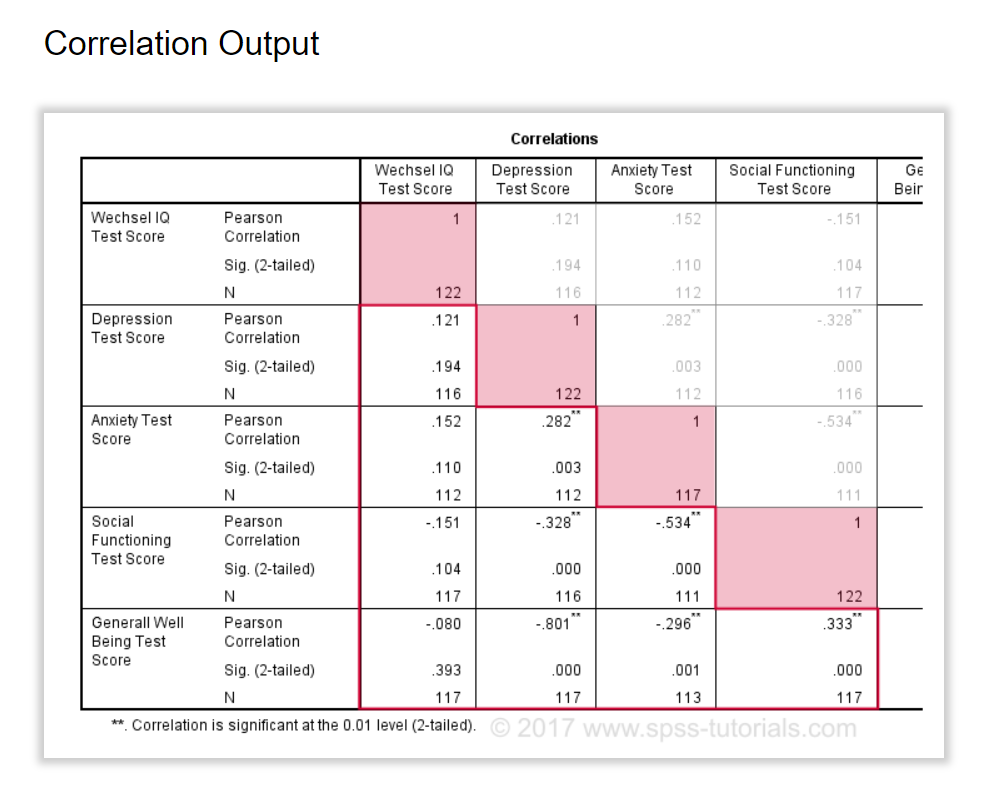 Correlation Output
Correlations
Wechsel IQ Test Score Depression Test Score Anxiety Test Score Social Functioning Test Score Ge Beir
Wechsel IQ Test Score Pearson Correlation 1 .121 .152 -.151
Sig. (2-tailed) .194 .110 .104
N 122 116 112 117
Depression Test Score Pearson Correlation .121 1 .282** -.328**
Sig. (2-tailed) .194 .003 .000
N 116 122 112 116
Anxiety Test Score Pearson Correlation .152 .282** 1 -.534**
Sig. (2-tailed) .110 .003 .000
N 112 112 117 111
Social Functioning Test Score Pearson Correlation -.151 -.328** -.534** 1
Sig. (2-tailed) .104 .000 .000
N 117 116 111 122
Generall Well Being Test Score Pearson Correlation -.080 -.801** -.296** .333**
Sig. (2-tailed) .393 .000 .001 .000
N 117 117 113 117
**. Correlation is significant at the 0.01 level (2-tailed).
© 2017 www.spss-tutorials.com